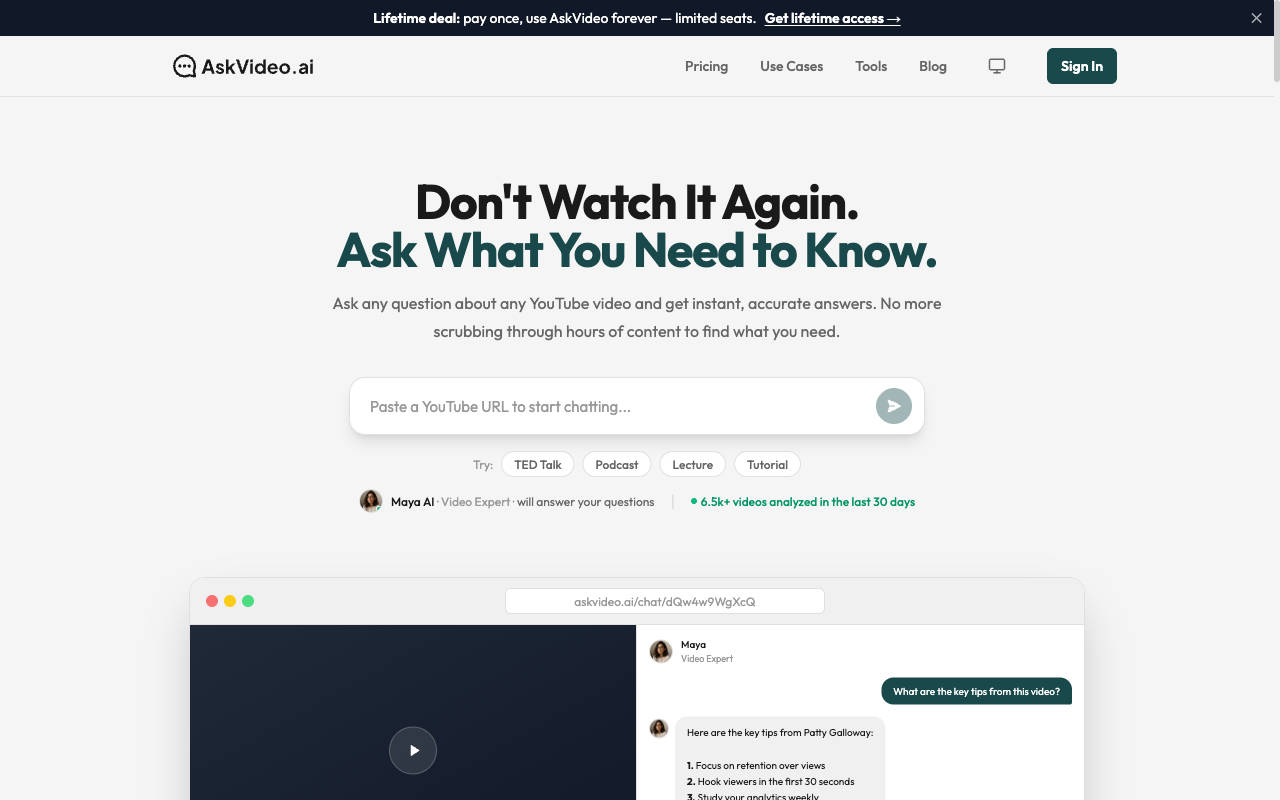 Lifetime deal: pay once, use AskVideo forever — limited seats. Get lifetime access →
AskVideo.ai
Pricing
Use Cases
Tools
Blog
Sign In
Don't Watch It Again.
Ask What You Need to Know.
Ask any question about any YouTube video and get instant, accurate answers. No more
scrubbing through hours of content to find what you need.
Paste a YouTube URL to start chatting...
Try:
TED Talk
Podcast
Lecture
Tutorial
Maya AI · Video Expert · will answer your questions
6.5k+ videos analyzed in the last 30 days
askvideo.ai/chat/dQw4w9WgXcQ
Maya
Video Expert
What are the key tips from this video?
Here are the key tips from Patty Galloway:
1. Focus on retention over views
2. Hook viewers in the first 30 seconds
3. Study your analytics weekly